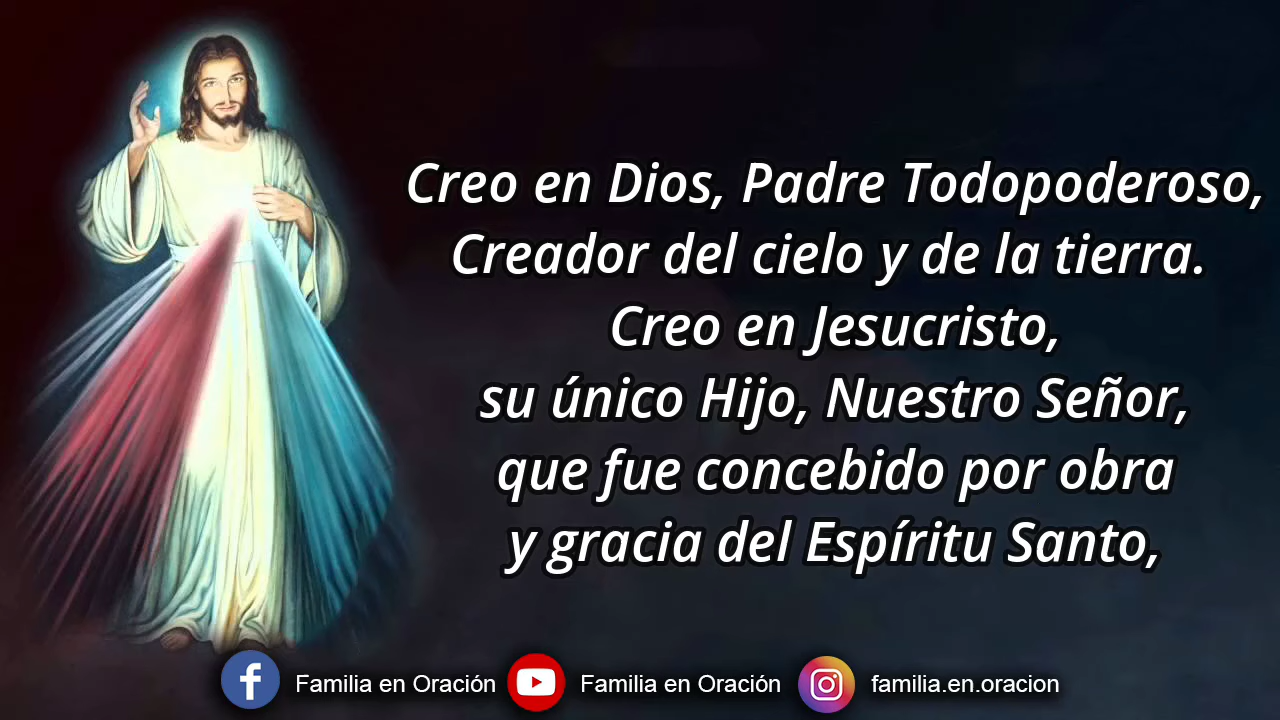 Creo en Dios, Padre Todopoderoso,
Creador del cielo y de la tierra.
Creo en Jesucristo,
su único Hijo, Nuestro Señor,
que fue concebido por obra
y gracia del Espíritu Santo,
Familia en Oración Familia en Oración familia.en.oracion